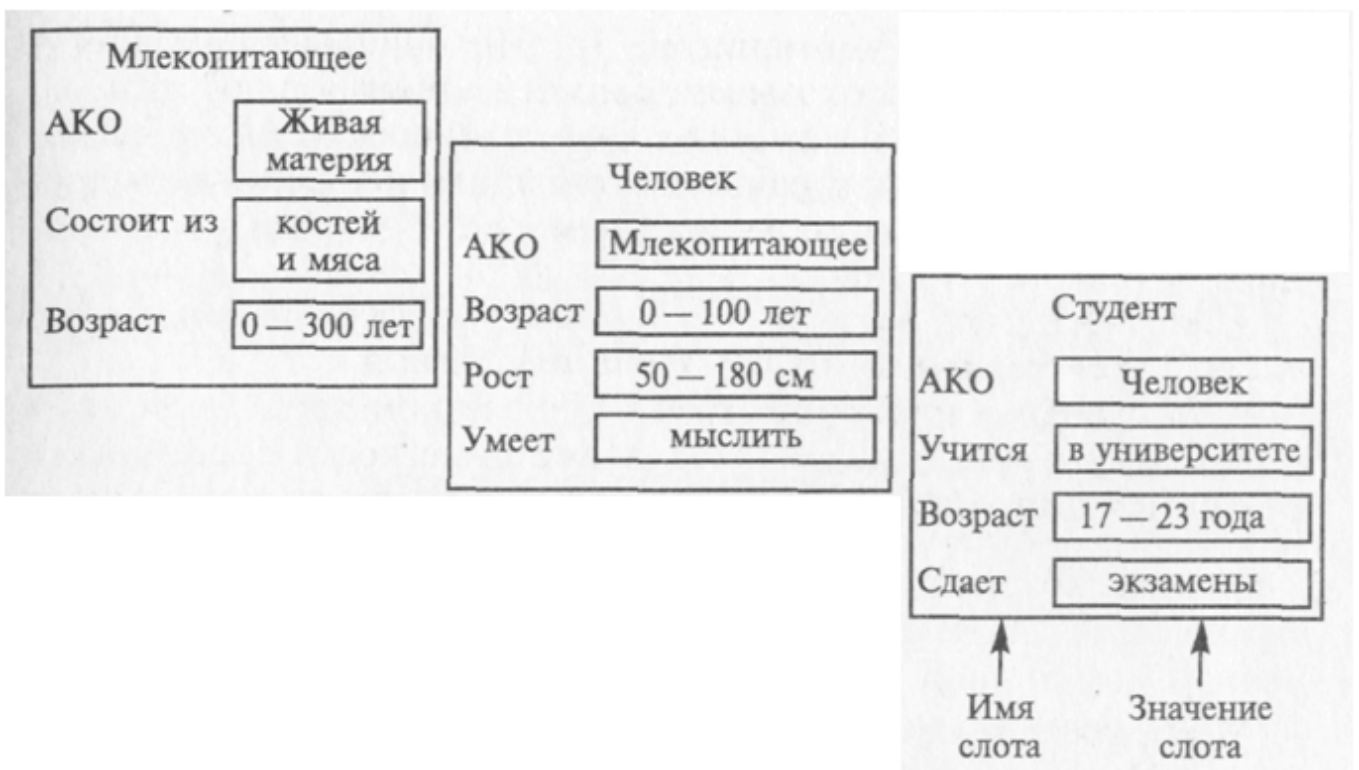 Млекопитающее
АКО Живая
материя
Состоит из костей
и мяса
Возраст 0 — 300 лет
Человек
АКО Млекопитающее
Возраст 0 — 100 лет
Рост 50 — 180 см
Умеет мыслить
Студент
АКО Человек
Учится в университете
Возраст 17 — 23 года
Сдает экзамены
Имя
слота
Значение
слота